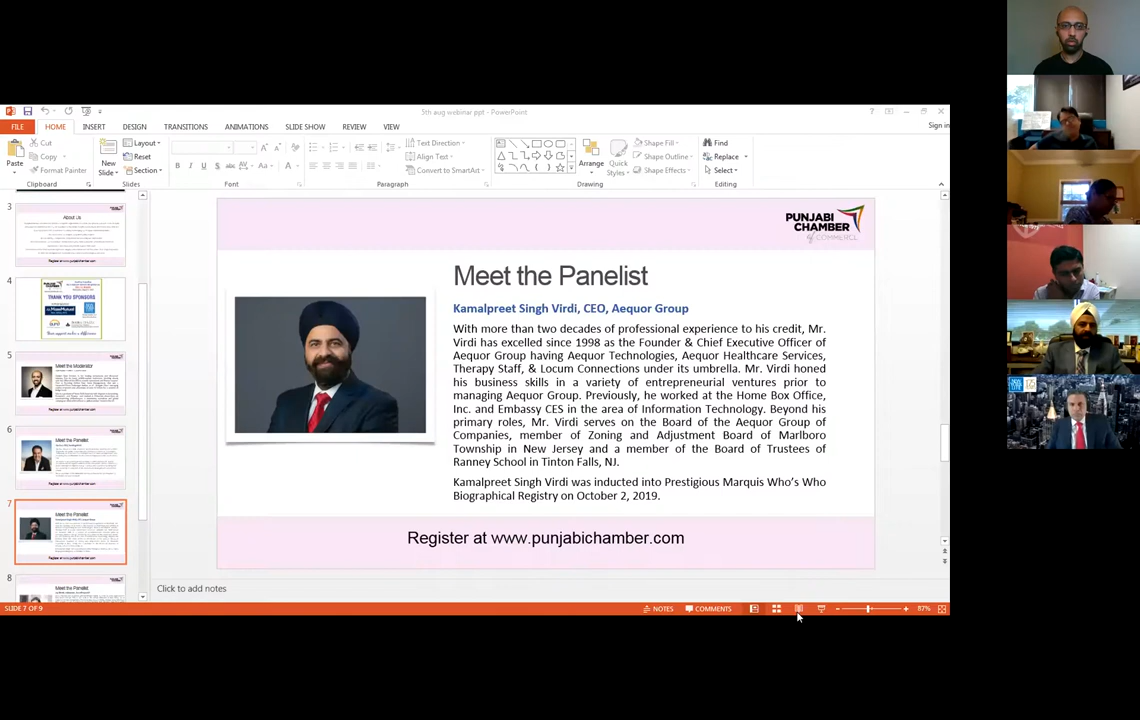 5th aug webinar ppt - PowerPoint
Sign in
FILE HOME INSERT DESIGN TRANSITIONS ANIMATIONS SLIDE SHOW REVIEW VIEW
Paste
Cut
Copy
Format Painter
Clipboard
New
Slide
Layout
Reset
Section
Slides
Font
Text Direction
Align Text
Convert to SmartArt
Paragraph
Arrange
Quick
Styles
Shape Fill
Shape Outline
Shape Effects
Drawing
Find
Replace
Select
Editing
3
About Us
4
THANK YOU
SPONSORS
MassMutual
5
Meet the Moderator
6
Meet the Panelist
7
Meet the Panelist
8
Meet the Panelist
PUNJABI
CHAMBER
of COMMERCE
Meet the Panelist
Kamalpreet Singh Virdi, CEO, Aequor Group
With more than two decades of professional experience to his credit, Mr.
Virdi has excelled since 1998 as the Founder & Chief Executive Officer of
Aequor Group having Aequor Technologies, Aequor Healthcare Services,
Therapy Staff, & Locum Connections under its umbrella. Mr. Virdi honed
his business skills in a variety of entrepreneurial ventures prior to
managing Aequor Group. Previously, he worked at the Home Box Office,
Inc. and Embassy CES in the area of Information Technology. Beyond his
primary roles, Mr. Virdi serves on the Board of the Aequor Group of
Companies, member of Zoning and Adjustment Board of Marlboro
Township in New Jersey and a member of the Board of Trustees of
Ranney School in Tinton Falls, NJ.
Kamalpreet Singh Virdi was inducted into Prestigious Marquis Who's Who
Biographical Registry on October 2, 2019.
Register at www.punjabichamber.com
Click to add notes
SLIDE 7 OF 9
NOTES
COMMENTS
87%